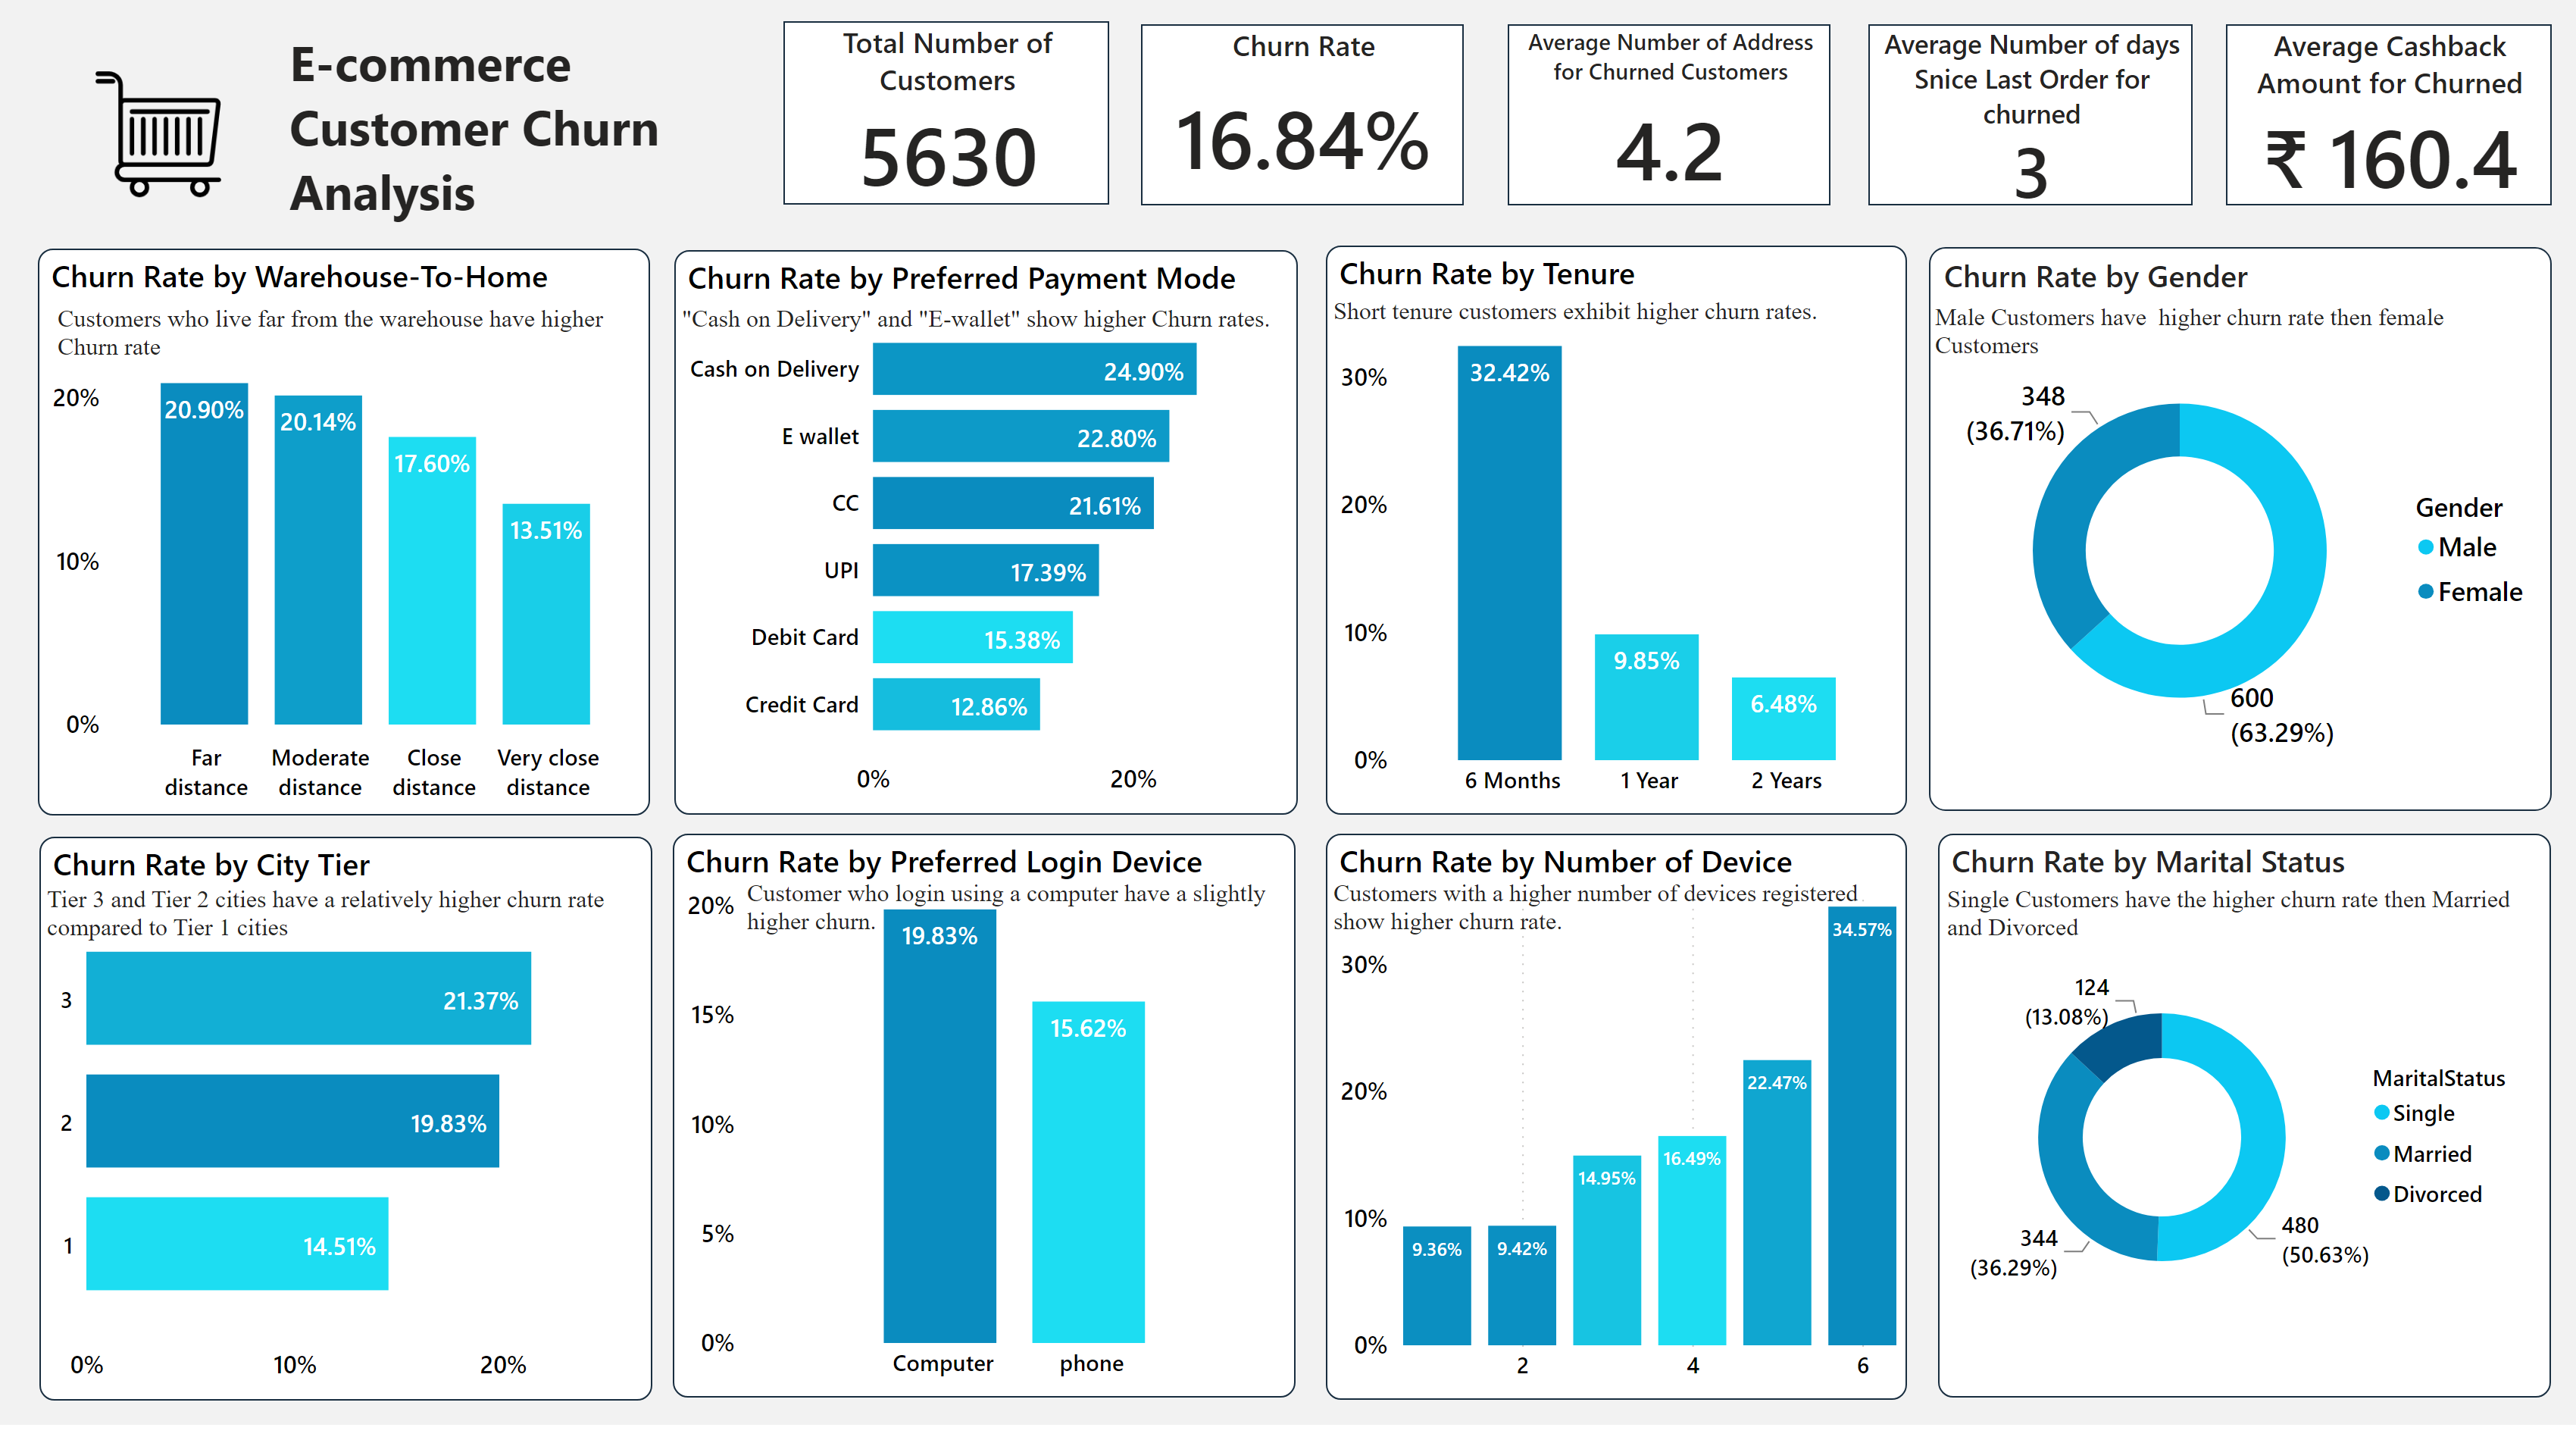 E-commerce
Customer Churn
Analysis
Total Number of
Customers
5630
Churn Rate
16.84%
Average Number of Address
for Churned Customers
4.2
Average Number of days
Snice Last Order for
churned
3
Average Cashback
Amount for Churned
₹ 160.4
Churn Rate by Warehouse-To-Home
Customers who live far from the warehouse have higher
Churn rate
20%
10%
0%
20.90%
20.14%
17.60%
13.51%
Far
distance
Moderate
distance
Close
distance
Very close
distance
Churn Rate by Preferred Payment Mode
"Cash on Delivery" and "E-wallet" show higher Churn rates.
Cash on Delivery
24.90%
E wallet
22.80%
CC
21.61%
UPI
17.39%
Debit Card
15.38%
Credit Card
12.86%
0%
20%
Churn Rate by Tenure
Short tenure customers exhibit higher churn rates.
30%
20%
10%
0%
32.42%
9.85%
6.48%
6 Months
1 Year
2 Years
Churn Rate by Gender
Male Customers have  higher churn rate then female
Customers
348
(36.71%)
600
(63.29%)
Gender
Male
Female
Churn Rate by City Tier
Tier 3 and Tier 2 cities have a relatively higher churn rate
compared to Tier 1 cities
3
21.37%
2
19.83%
1
14.51%
0%
10%
20%
Churn Rate by Preferred Login Device
Customer who login using a computer have a slightly
higher churn.
20%
15%
10%
5%
0%
19.83%
15.62%
Computer
phone
Churn Rate by Number of Device
Customers with a higher number of devices registered
show higher churn rate.
30%
20%
10%
0%
9.36%
9.42%
14.95%
16.49%
22.47%
34.57%
2
4
6
Churn Rate by Marital Status
Single Customers have the higher churn rate then Married
and Divorced
124
(13.08%)
344
(36.29%)
480
(50.63%)
MaritalStatus
Single
Married
Divorced